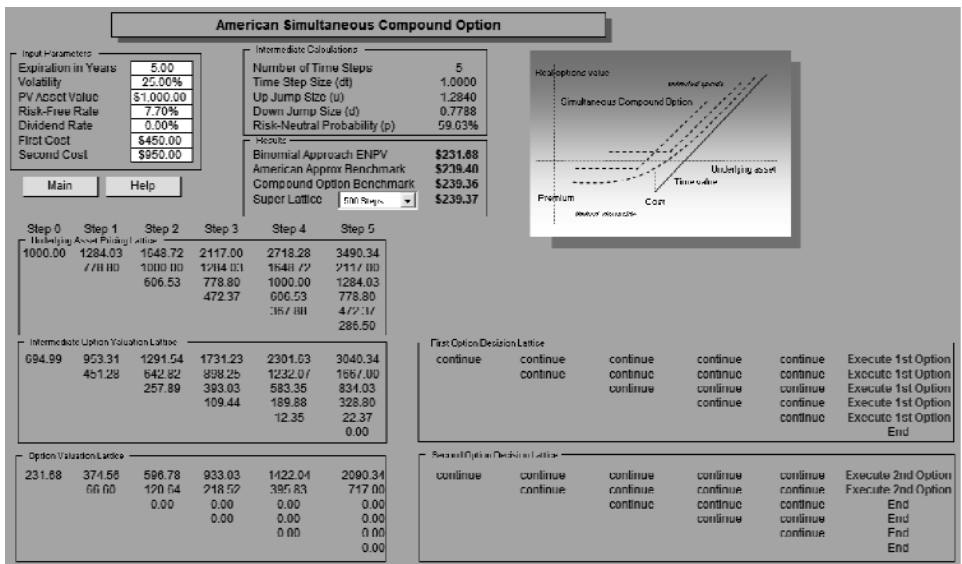 American Simultaneous Compound Option
Input Parameters
Expiration in Years 5.00
Volatility 25.00%
PV Asset Value $1,000.00
Risk-Free Rate 7.70%
Dividend Rate 0.00%
First Cost $450.00
Second Cost $950.00
Main Help
Intermediate Calculations
Number of Time Steps 5
Time Step Size (dt) 1.0000
Up Jump Size (u) 1.2840
Down Jump Size (d) 0.7788
Risk-Neutral Probability (p) 59.63%
Results
Binomial Approach ENPV $231.68
American Approx Benchmark $239.40
Compound Option Benchmark $239.36
Super Lattice 500 Steps $239.37
Real options value
Simultaneous Compound Option
Underlying asset
Time value
Premium
Cost
Step 0 Step 1 Step 2 Step 3 Step 4 Step 5
Underlying Asset Pricing Lattice
1000.00 1284.03 1648.72 2117.00 2718.28 3490.34
778.80 1000.00 1284.03 1648.72 2117.00
606.53 778.80 1000.00 1284.03
472.37 606.53 778.80
367.88 472.37
286.50
Intermediate Option Valuation Lattice
694.99 953.31 1291.54 1731.23 2301.63 3040.34
451.28 642.82 898.25 1232.07 1667.00
257.89 393.03 583.35 834.03
109.44 189.88 328.80
12.35 22.37
0.00
First Option Decision Lattice
continue continue continue continue continue Execute 1st Option
continue continue continue continue Execute 1st Option
continue continue continue Execute 1st Option
continue continue Execute 1st Option
continue Execute 1st Option
End
Option Valuation Lattice
231.68 374.56 596.78 933.03 1422.04 2090.34
66.60 120.64 218.52 395.83 717.00
0.00 0.00 0.00 0.00
0.00 0.00 0.00
0.00 0.00
0.00
Second Option Decision Lattice
continue continue continue continue continue Execute 2nd Option
continue continue continue continue Execute 2nd Option
continue continue continue End
continue continue End
continue End
End